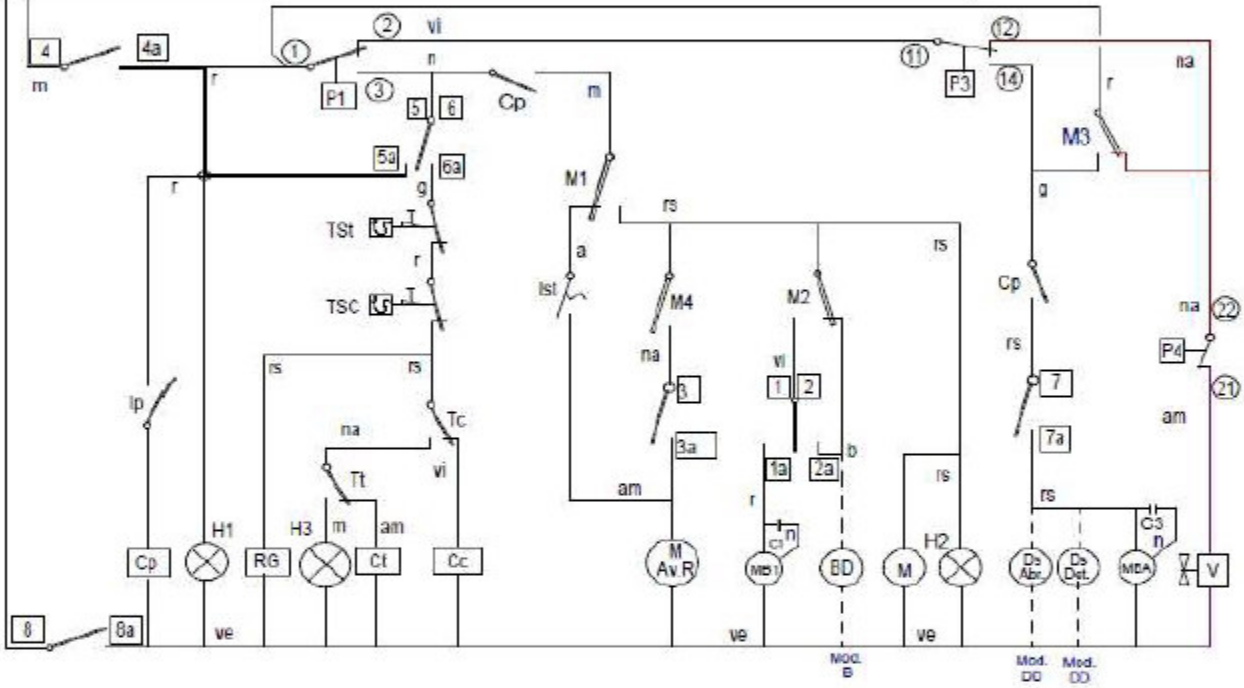 2
vi
12
4
4a
1
11
na
n
3
14
m
r
P1
Cp
m
P3
r
5
6
M3
5a
6a
M1
r
g
rs
g
TSt
T
a
rs
Cp
r
Ist
M4
M2
TSC
T
na
22
na
vi
rs
P4
rs
rs
3
1
2
7
21
Ip
Tc
na
am
3a
1a
2a
b
7a
vi
Tt
am
r
rs
rs
H1
H3
m
am
C1
n
H2
C3
n
Cp
RG
Ct
Cc
M
Av.R
MB1
BD
M
Ds
Abr.
Ds
Det.
MBA
V
8
8a
ve
ve
ve
Mod.
B
Mod.
DD
Mod.
DD